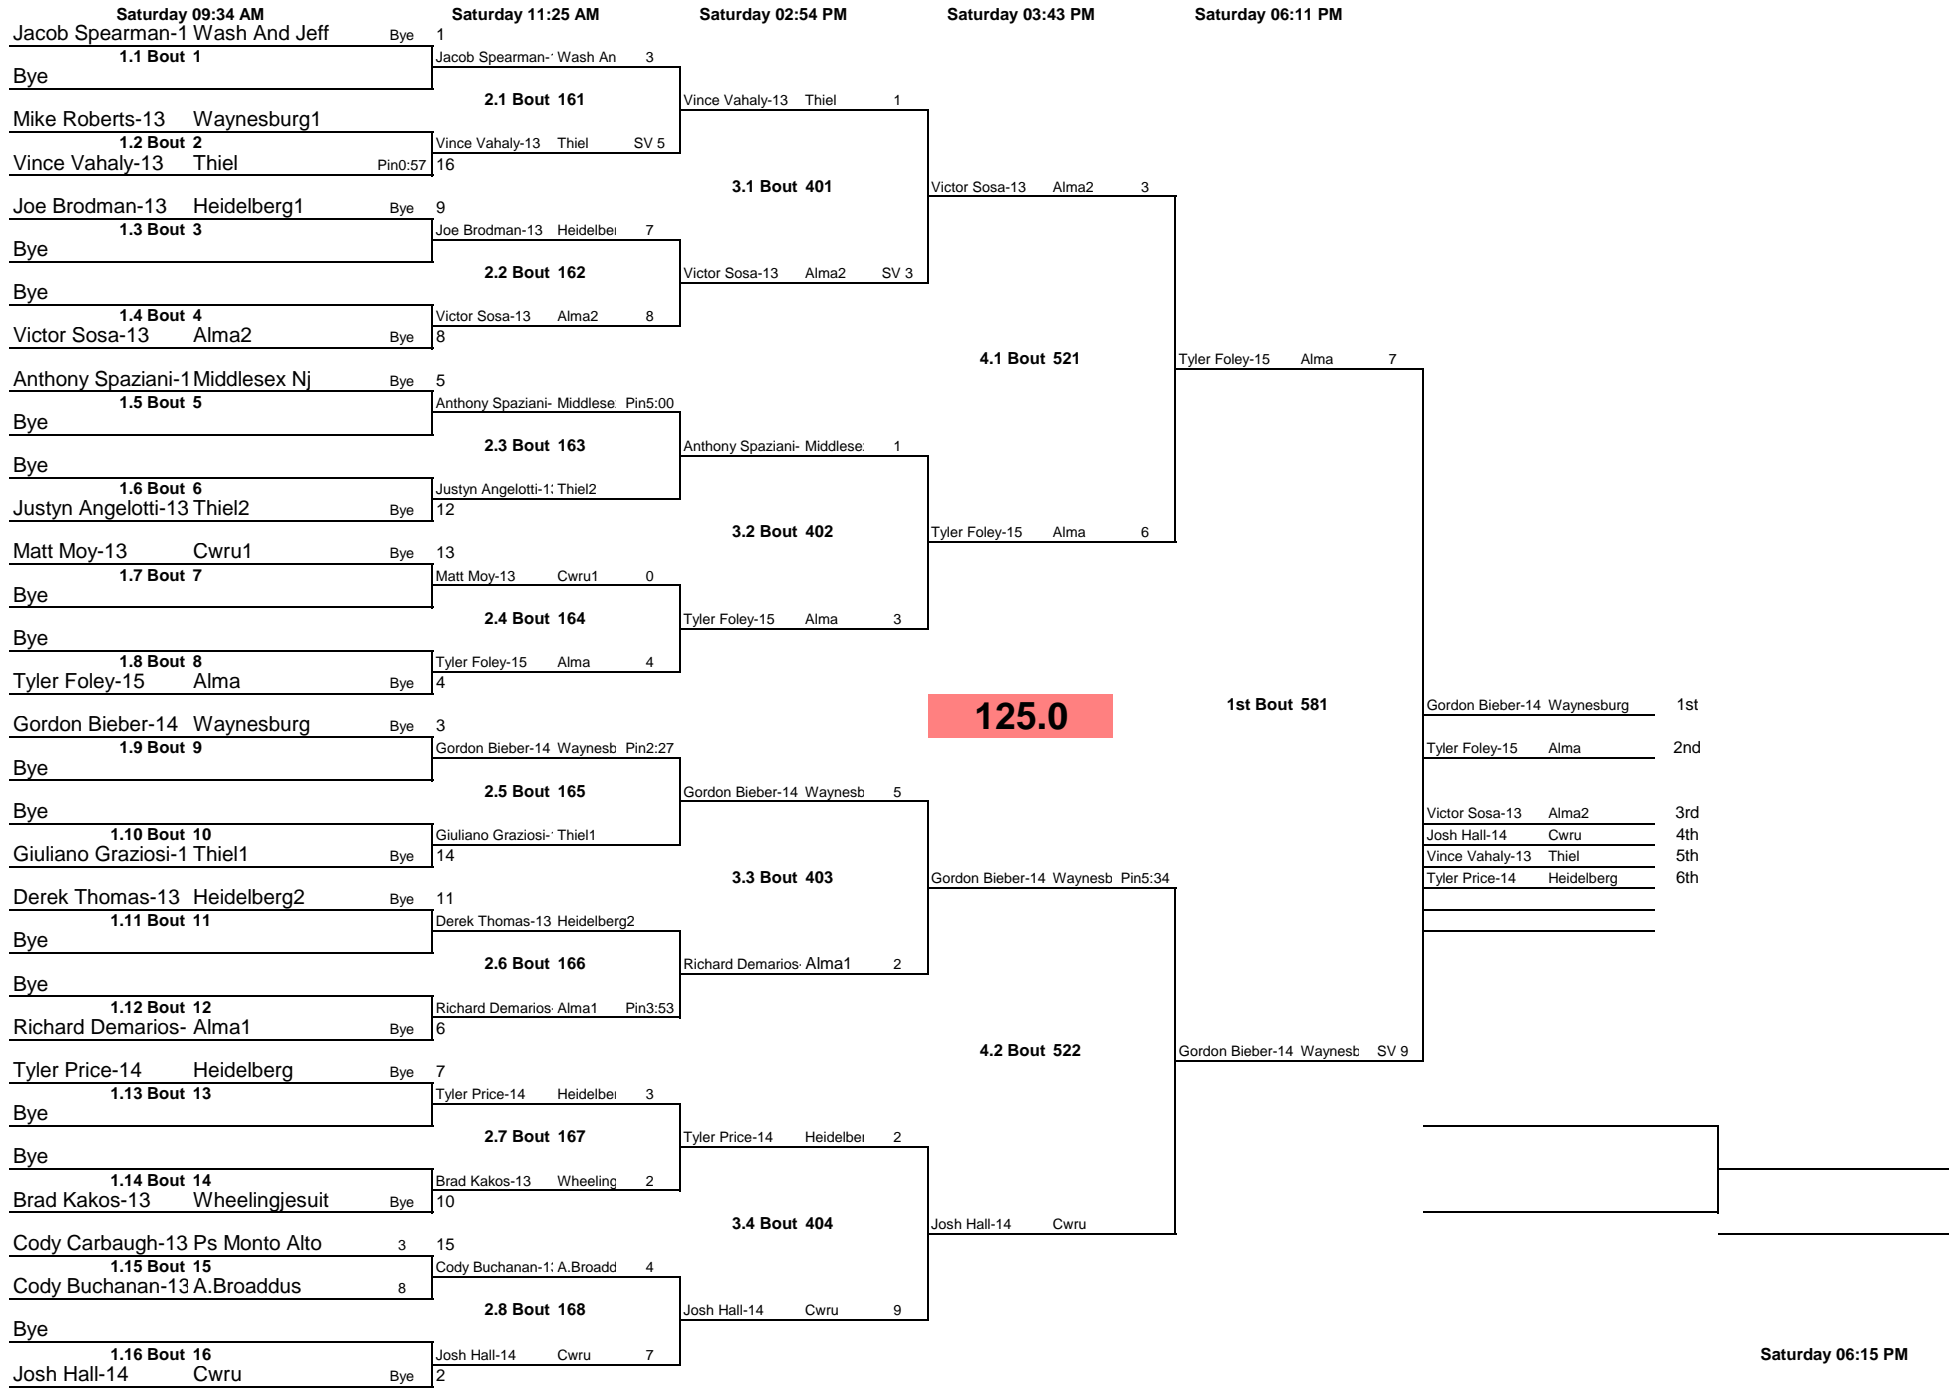 Saturday 09:34 AM Saturday 11:25 AM Saturday 02:54 PM Saturday 03:43 PM Saturday 06:11 PM
Jacob Spearman-1 Wash And Jeff Bye 1
1.1 Bout 1
Jacob Spearman- Wash An 3
Bye
2.1 Bout 161
Vince Vahaly-13 Thiel 1
Mike Roberts-13 Waynesburg1
1.2 Bout 2
Vince Vahaly-13 Thiel SV 5
Vince Vahaly-13 Thiel Pin0:57 16
3.1 Bout 401
Victor Sosa-13 Alma2 3
Joe Brodman-13 Heidelberg1 Bye 9
1.3 Bout 3
Joe Brodman-13 Heidelbe 7
Bye
2.2 Bout 162
Victor Sosa-13 Alma2 SV 3
Bye
1.4 Bout 4
Victor Sosa-13 Alma2 8
Victor Sosa-13 Alma2 Bye 8
4.1 Bout 521
Tyler Foley-15 Alma 7
Anthony Spaziani-1 Middlesex Nj Bye 5
1.5 Bout 5
Anthony Spaziani- Middlese Pin5:00
Bye
2.3 Bout 163
Anthony Spaziani- Middlese 1
Bye
1.6 Bout 6
Justyn Angelotti-1 Thiel2
Justyn Angelotti-13 Thiel2 Bye 12
3.2 Bout 402
Tyler Foley-15 Alma 6
Matt Moy-13 Cwru1 Bye 13
1.7 Bout 7
Matt Moy-13 Cwru1 0
Bye
2.4 Bout 164
Tyler Foley-15 Alma 3
Bye
1.8 Bout 8
Tyler Foley-15 Alma 4
Tyler Foley-15 Alma Bye 4
125.0
1st Bout 581
Gordon Bieber-14 Waynesburg 1st
Gordon Bieber-14 Waynesburg Bye 3
1.9 Bout 9
Gordon Bieber-14 Waynesb Pin2:27
Tyler Foley-15 Alma 2nd
Bye
2.5 Bout 165
Gordon Bieber-14 Waynesb 5
Bye
Victor Sosa-13 Alma2 3rd
1.10 Bout 10
Giuliano Graziosi- Thiel1
Josh Hall-14 Cwru 4th
Giuliano Graziosi-1 Thiel1 Bye 14
Vince Vahaly-13 Thiel 5th
3.3 Bout 403
Gordon Bieber-14 Waynesb Pin5:34
Tyler Price-14 Heidelberg 6th
Derek Thomas-13 Heidelberg2 Bye 11
1.11 Bout 11
Derek Thomas-13 Heidelberg2
Bye
2.6 Bout 166
Richard Demarios- Alma1 2
Bye
1.12 Bout 12
Richard Demarios- Alma1 Pin3:53
Richard Demarios- Alma1 Bye 6
4.2 Bout 522
Gordon Bieber-14 Waynesb SV 9
Tyler Price-14 Heidelberg Bye 7
1.13 Bout 13
Tyler Price-14 Heidelbe 3
Bye
2.7 Bout 167
Tyler Price-14 Heidelbe 2
Bye
1.14 Bout 14
Brad Kakos-13 Wheeling 2
Brad Kakos-13 Wheelingjesuit Bye 10
3.4 Bout 404
Josh Hall-14 Cwru
Cody Carbaugh-13 Ps Monto Alto 3 15
1.15 Bout 15
Cody Buchanan-1 A.Broadd 4
Cody Buchanan-13 A.Broaddus 8
2.8 Bout 168
Josh Hall-14 Cwru 9
Bye
1.16 Bout 16
Josh Hall-14 Cwru 7
Saturday 06:15 PM
Josh Hall-14 Cwru Bye 2